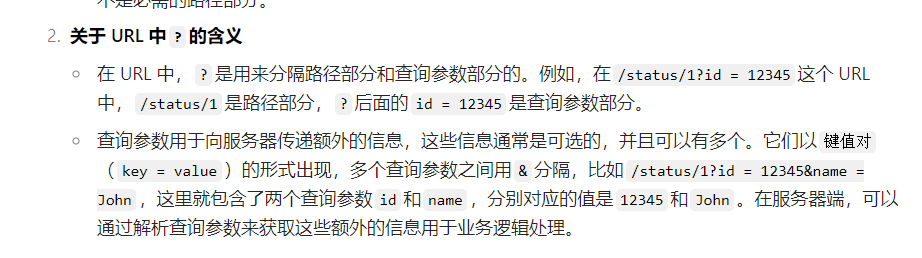 不是必需的路径部分。
2. 关于 URL 中 ? 的含义
在 URL 中， ? 是用来分隔路径部分和查询参数部分的。例如，在 /status/1?id = 12345 这个 URL
中， /status/1 是路径部分， ? 后面的 id = 12345 是查询参数部分。
查询参数用于向服务器传递额外的信息，这些信息通常是可选的，并且可以有多个。它们以 键值对
（ key = value ）的形式出现，多个查询参数之间用 & 分隔，比如 /status/1?id = 12345&name =
John ，这里就包含了两个查询参数 id 和 name ，分别对应的值是 12345 和 John 。在服务器端，可以
通过解析查询参数来获取这些额外的信息用于业务逻辑处理。